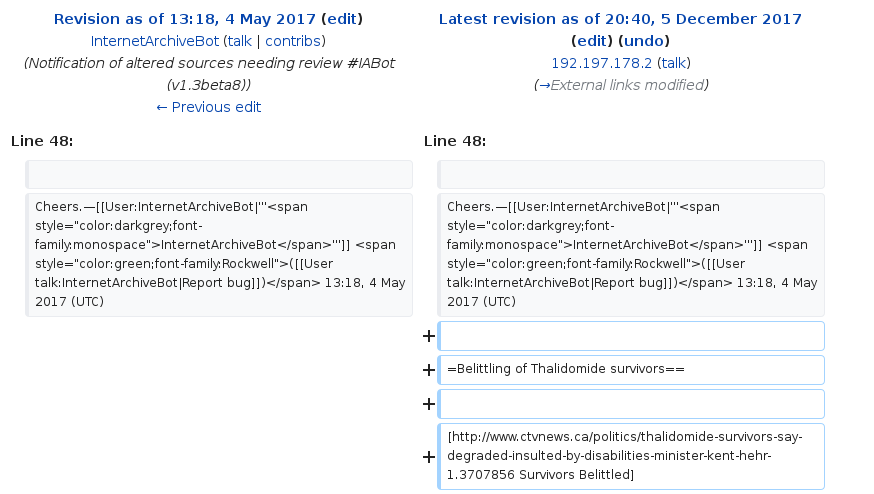 Revision as of 13:18, 4 May 2017 (edit)
InternetArchiveBot (talk | contribs)
(Notification of altered sources needing review #IABot
(v1.3beta8))
← Previous edit
Latest revision as of 20:40, 5 December 2017
(edit) (undo)
192.197.178.2 (talk)
(→External links modified)
Line 48:
Line 48:
Cheers.—[[User:InternetArchiveBot|'''<span
style="color:darkgrey;font-
family:monospace">InternetArchiveBot</span>''']] <span
style="color:green;font-family:Rockwell">([[User
talk:InternetArchiveBot|Report bug]])</span> 13:18, 4 May
2017 (UTC)
Cheers.—[[User:InternetArchiveBot|'''<span
style="color:darkgrey;font-
family:monospace">InternetArchiveBot</span>''']] <span
style="color:green;font-family:Rockwell">([[User
talk:InternetArchiveBot|Report bug]])</span> 13:18, 4 May
2017 (UTC)
+
+ =Belittling of Thalidomide survivors==
+
+ [http://www.ctvnews.ca/politics/thalidomide-survivors-say-
degraded-insulted-by-disabilities-minister-kent-hehr-
1.3707856 Survivors Belittled]